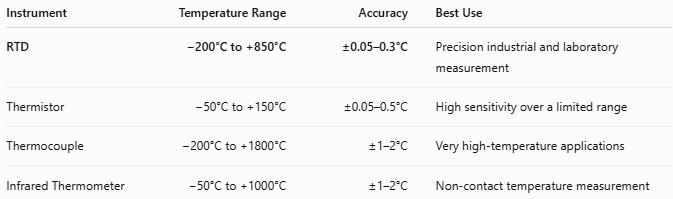 Instrument Temperature Range Accuracy Best Use
RTD −200°C to +850°C ±0.05–0.3°C Precision industrial and laboratory
measurement
Thermistor −50°C to +150°C ±0.05–0.5°C High sensitivity over a limited range
Thermocouple −200°C to +1800°C ±1–2°C Very high-temperature applications
Infrared Thermometer −50°C to +1000°C ±1–2°C Non-contact temperature measurement